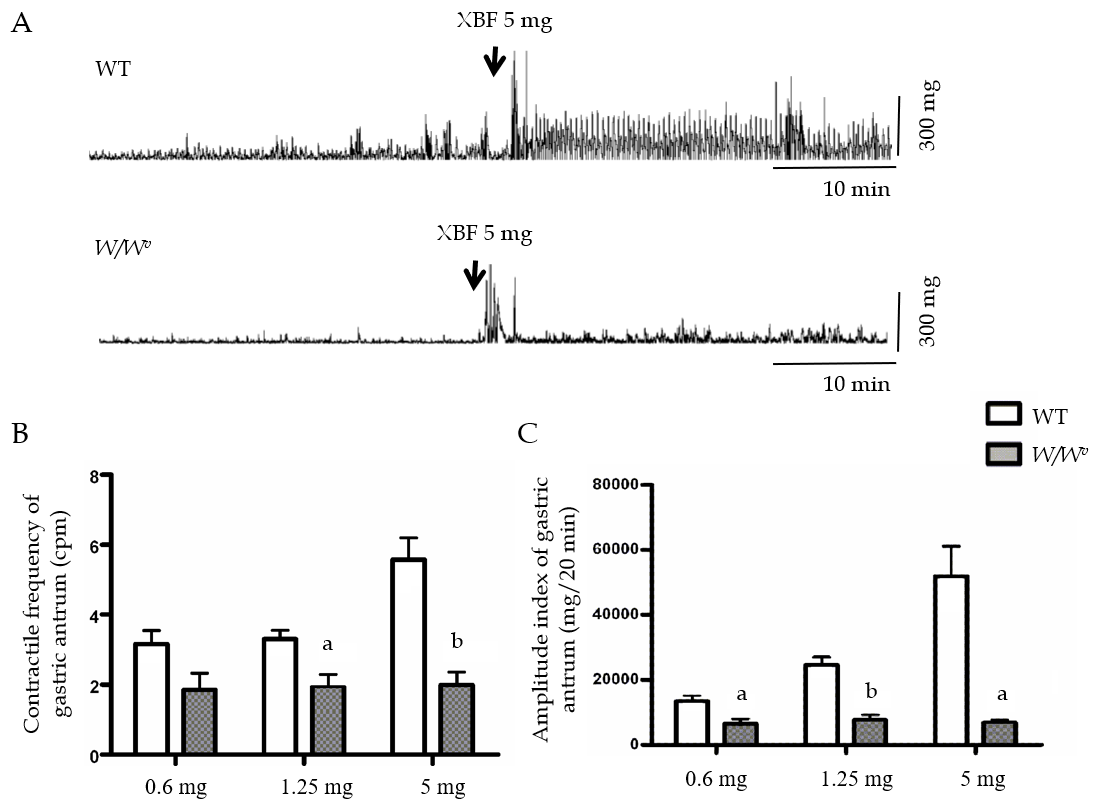 A
XBF 5 mg
WT
300 mg
10 min
XBF 5 mg
W/Wᵛ
300 mg
10 min
B
C
WT
W/Wᵛ
Contractile frequency of
gastric antrum (cpm)
8
6
4
2
0
a
b
0.6 mg
1.25 mg
5 mg
Amplitude index of gastric
antrum (mg/20 min)
80000
60000
40000
20000
0
a
b
a
0.6 mg
1.25 mg
5 mg